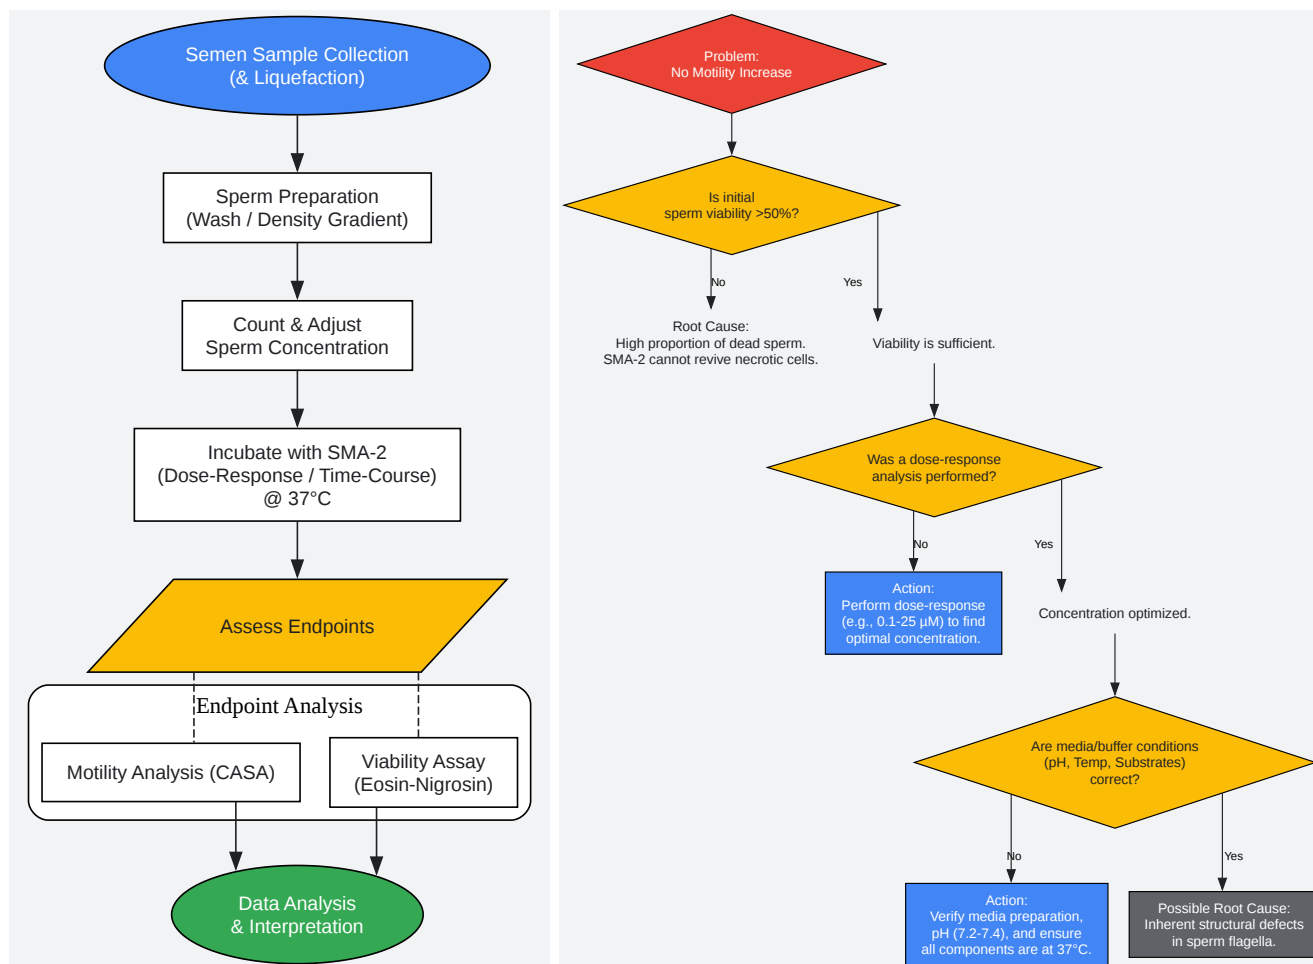 Semen Sample Collection
(& Liquefaction)
Sperm Preparation
(Wash / Density Gradient)
Count & Adjust
Sperm Concentration
Incubate with SMA-2
(Dose-Response / Time-Course)
@ 37°C
Assess Endpoints
Endpoint Analysis
Motility Analysis (CASA)
Viability Assay
(Eosin-Nigrosin)
Data Analysis
& Interpretation
Problem:
No Motility Increase
Is initial
sperm viability >50%?
No
Yes
Root Cause:
High proportion of dead sperm.
SMA-2 cannot revive necrotic cells.
Viability is sufficient.
Was a dose-response
analysis performed?
No
Yes
Action:
Perform dose-response
(e.g., 0.1-25 µM) to find
optimal concentration.
Concentration optimized.
Are media/buffer conditions
(pH, Temp, Substrates)
correct?
No
Yes
Action:
Verify media preparation,
pH (7.2-7.4), and ensure
all components are at 37°C.
Possible Root Cause:
Inherent structural defects
in sperm flagella.